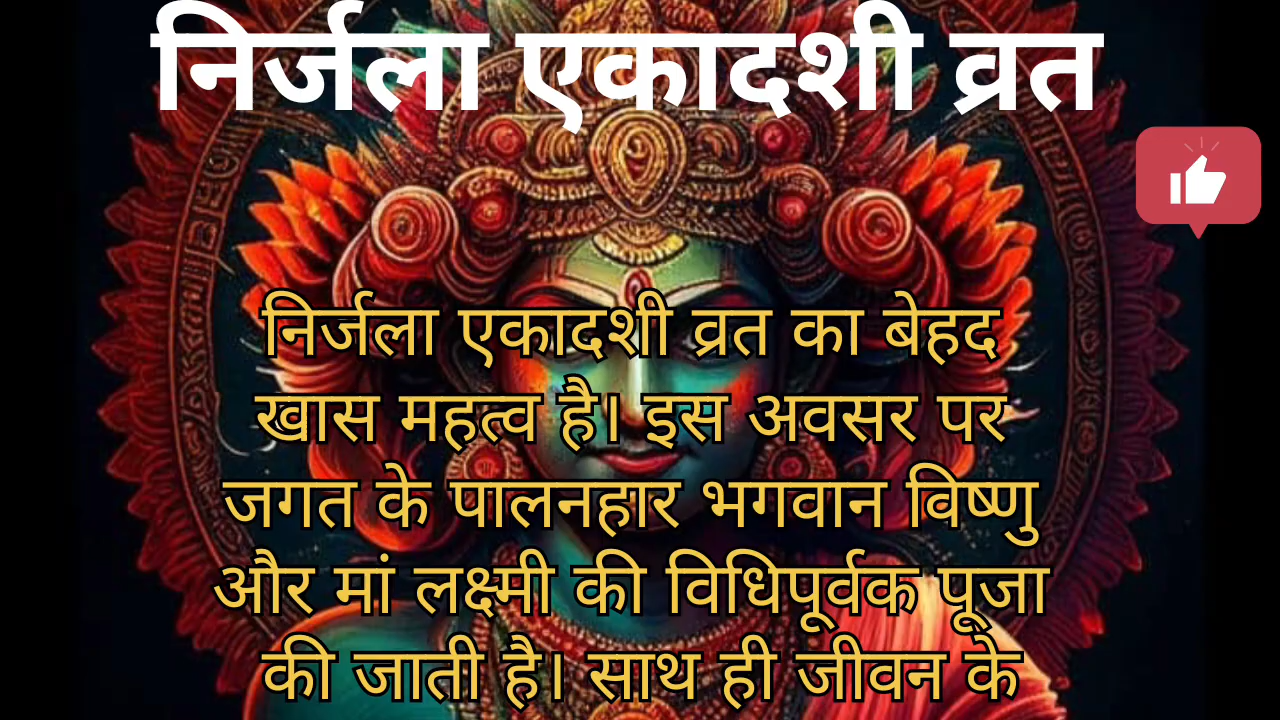 निर्जला एकादशी व्रत
निर्जला एकादशी व्रत का बेहद
खास महत्व है। इस अवसर पर
जगत के पालनहार भगवान विष्णु
और मां लक्ष्मी की विधिपूर्वक पूजा
की जाती है। साथ ही जीवन के